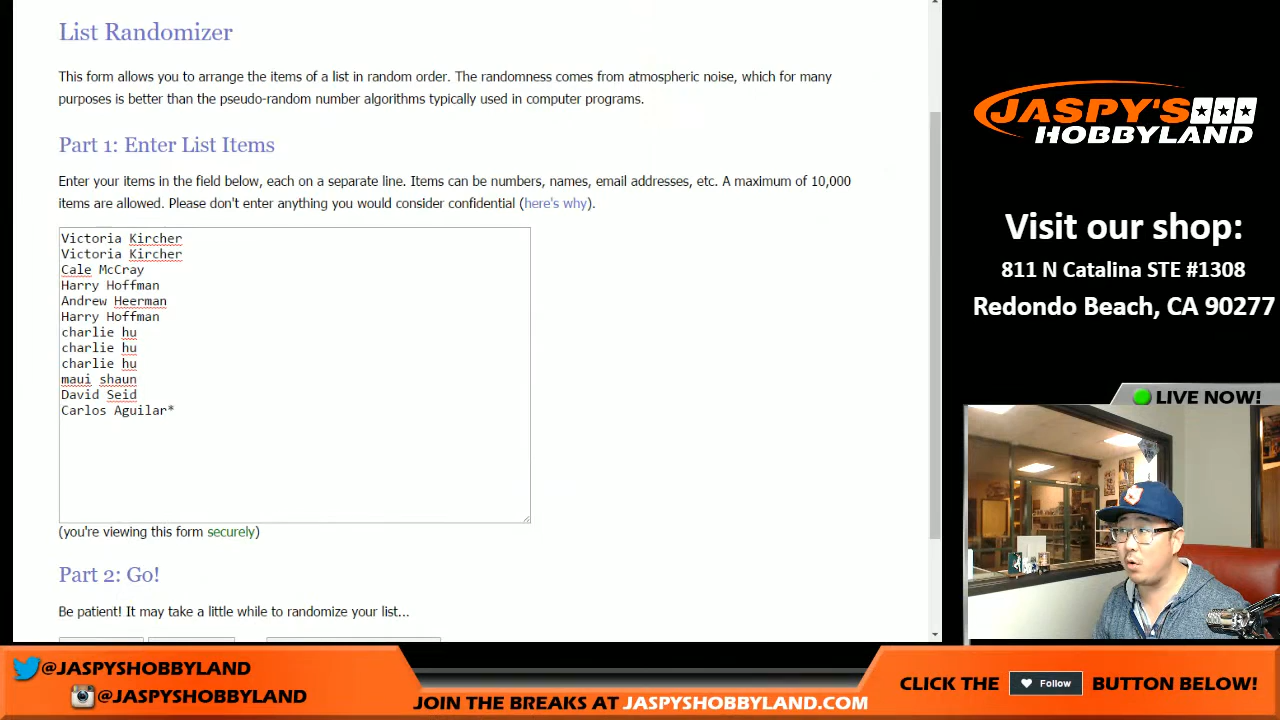 List Randomizer
This form allows you to arrange the items of a list in random order. The randomness comes from atmospheric noise, which for many
purposes is better than the pseudo-random number algorithms typically used in computer programs.
Part 1: Enter List Items
Enter your items in the field below, each on a separate line. Items can be numbers, names, email addresses, etc. A maximum of 10,000
items are allowed. Please don't enter anything you would consider confidential (here's why).
Victoria Kircher
Victoria Kircher
Cale McCray
Harry Hoffman
Andrew Heerman
Harry Hoffman
charlie hu
charlie hu
charlie hu
maui shaun
David Seid
Carlos Aguilar*
(you're viewing this form securely)
Part 2: Go!
Be patient! It may take a little while to randomize your list...
JASPY'S
HOBBYLAND
Visit our shop:
811 N Catalina STE #1308
Redondo Beach, CA 90277
LIVE NOW!
@JASPYSHOBBYLAND
@JASPYSHOBBYLAND
JOIN THE BREAKS AT JASPYSHOBBYLAND.COM
CLICK THE Follow BUTTON BELOW!